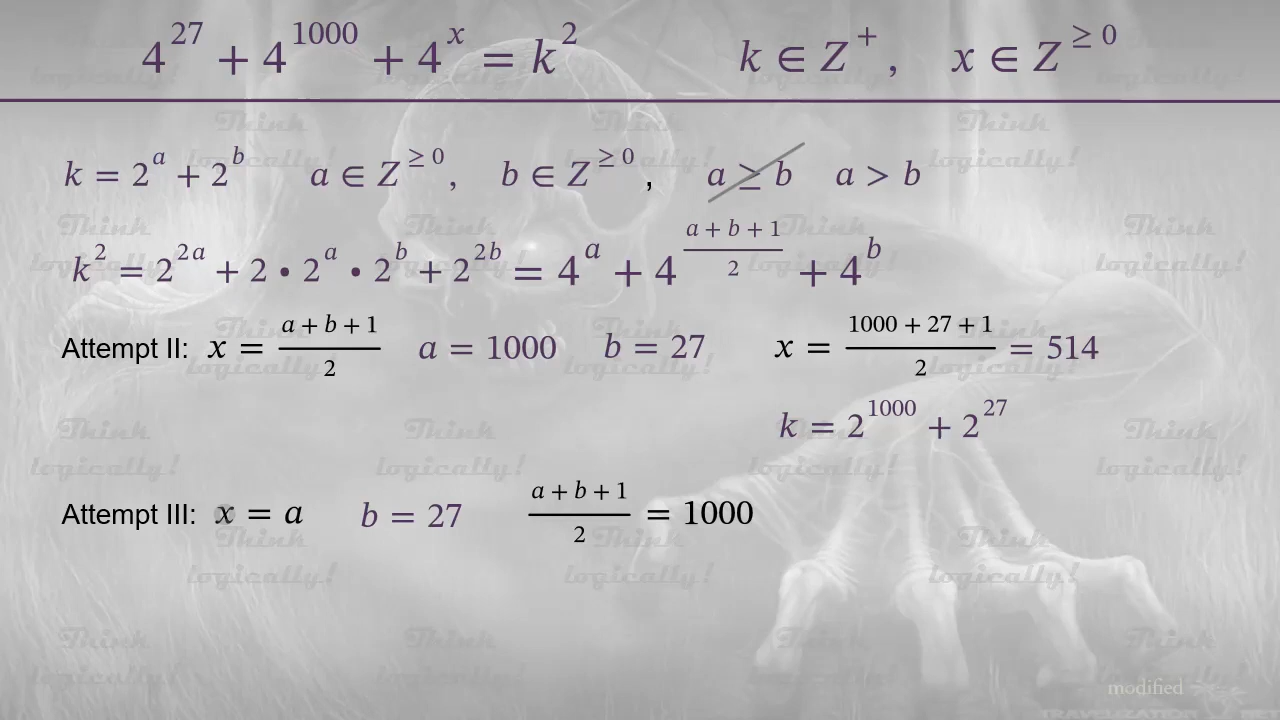 4^27 + 4^1000 + 4^x = k^2    k ∈ Z^+ ,    x ∈ Z^≥0
k = 2^a + 2^b    a ∈ Z^≥0 ,    b ∈ Z^≥0 ,    a ≥ b    a > b
k^2 = 2^2a + 2 • 2^a • 2^b + 2^2b = 4^a + 4^((a + b + 1)/2) + 4^b
Attempt II: x = (a + b + 1)/2    a = 1000    b = 27    x = (1000 + 27 + 1)/2 = 514
k = 2^1000 + 2^27
Attempt III: x = a    b = 27    (a + b + 1)/2 = 1000
Think logically!
modified